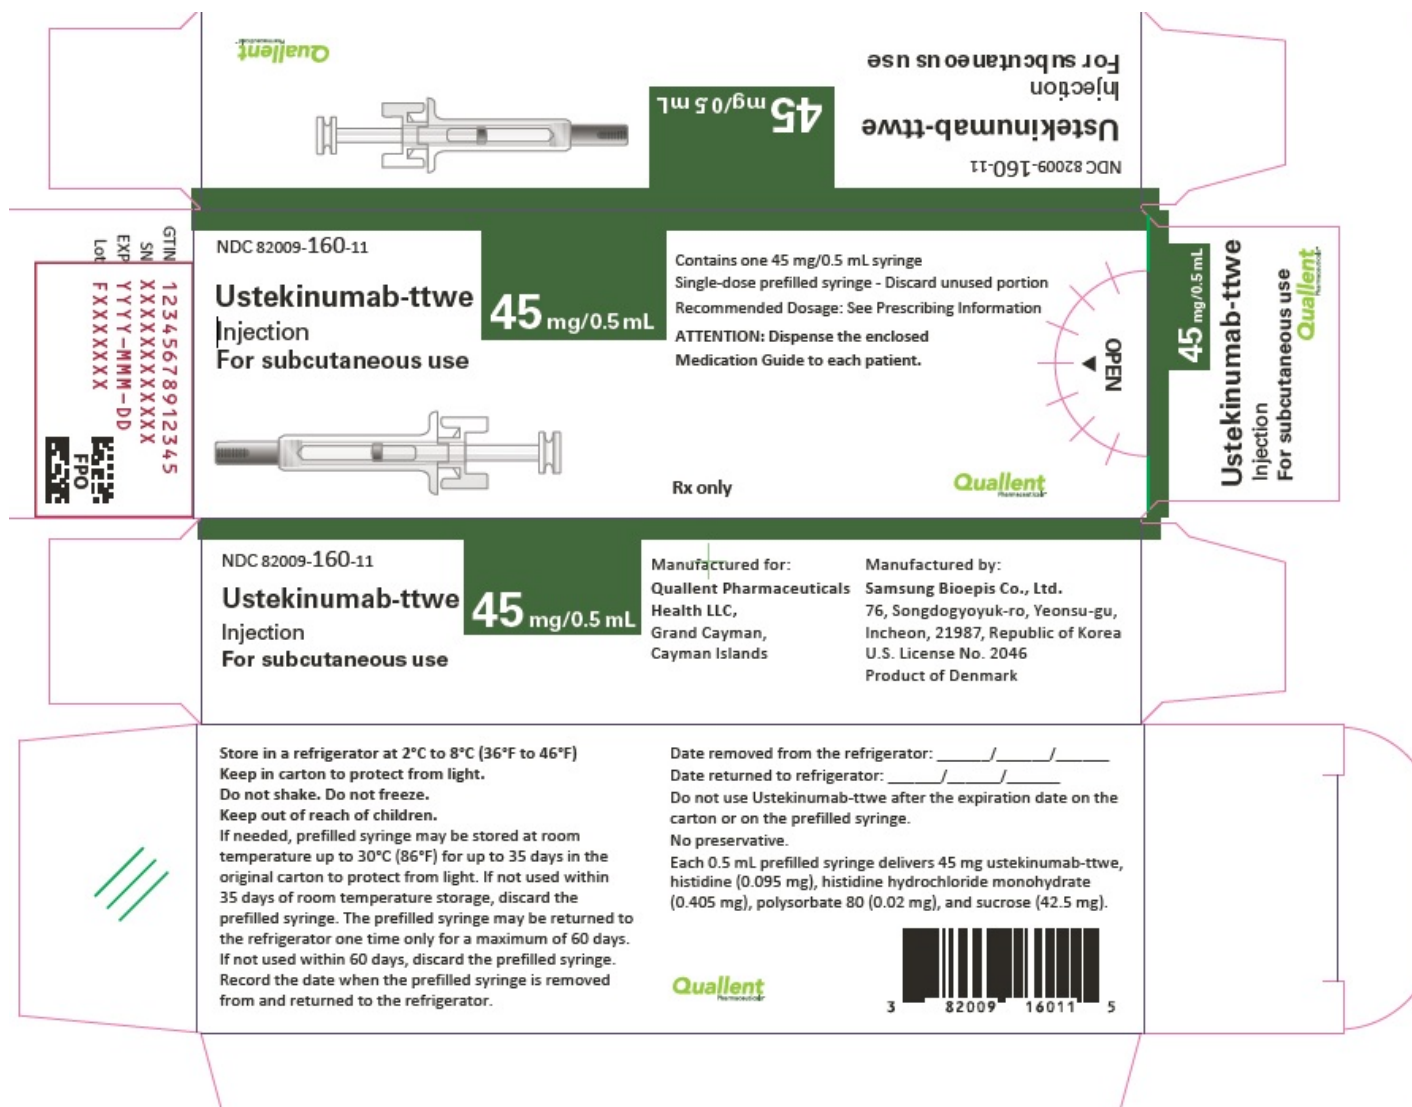 Quallent
Pharmaceuticals
45 mg/0.5 mL
For subcutaneous use
Injection
Ustekinumab-ttwe
NDC 82009-160-11
GTIN 12345678912345
SN XXXXXXXXXXXXX
EXP YYYY-MMM-DD
Lot FXXXXXXXX
FPO
NDC 82009-160-11
Ustekinumab-ttwe
Injection
For subcutaneous use
45 mg/0.5 mL
Contains one 45 mg/0.5 mL syringe
Single-dose prefilled syringe - Discard unused portion
Recommended Dosage: See Prescribing Information
ATTENTION: Dispense the enclosed
Medication Guide to each patient.
Rx only
Quallent
Pharmaceuticals
OPEN
45 mg/0.5 mL
Ustekinumab-ttwe
Injection
For subcutaneous use
Quallent
Pharmaceuticals
NDC 82009-160-11
Ustekinumab-ttwe
Injection
For subcutaneous use
45 mg/0.5 mL
Manufactured for:
Quallent Pharmaceuticals
Health LLC,
Grand Cayman,
Cayman Islands
Manufactured by:
Samsung Bioepis Co., Ltd.
76, Songdogyoyuk-ro, Yeonsu-gu,
Incheon, 21987, Republic of Korea
U.S. License No. 2046
Product of Denmark
Store in a refrigerator at 2°C to 8°C (36°F to 46°F)
Keep in carton to protect from light.
Do not shake. Do not freeze.
Keep out of reach of children.
If needed, prefilled syringe may be stored at room
temperature up to 30°C (86°F) for up to 35 days in the
original carton to protect from light. If not used within
35 days of room temperature storage, discard the
prefilled syringe. The prefilled syringe may be returned to
the refrigerator one time only for a maximum of 60 days.
If not used within 60 days, discard the prefilled syringe.
Record the date when the prefilled syringe is removed
from and returned to the refrigerator.
Date removed from the refrigerator: ______/______/______
Date returned to refrigerator: ______/______/______
Do not use Ustekinumab-ttwe after the expiration date on the
carton or on the prefilled syringe.
No preservative.
Each 0.5 mL prefilled syringe delivers 45 mg ustekinumab-ttwe,
histidine (0.095 mg), histidine hydrochloride monohydrate
(0.405 mg), polysorbate 80 (0.02 mg), and sucrose (42.5 mg).
Quallent
Pharmaceuticals
3 82009 16011 5